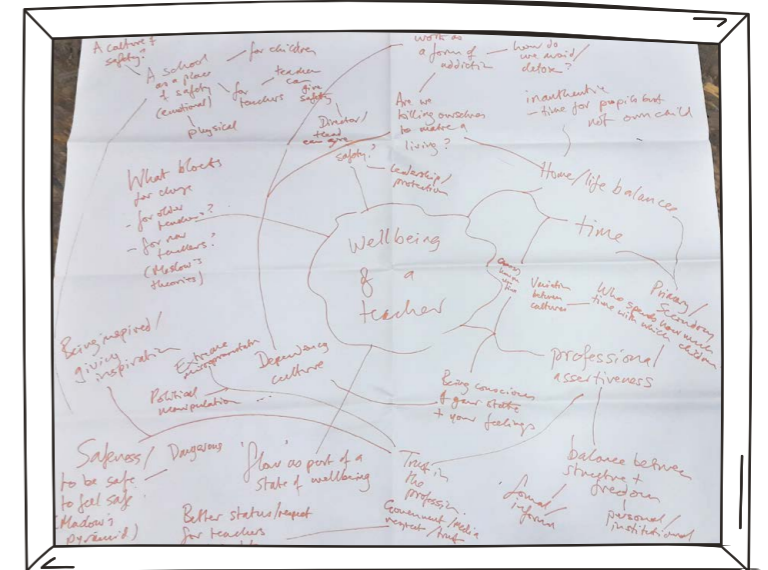 A culture of
safety?
A school
as a place
of safety
(emotional)
physical
for children
for
teachers
teacher
can
give
safety
Director/
head
can give
safety?
leadership/
protection
work as
a form of
addiction
how do
we avoid/
detox?
Are we
killing ourselves
to make a
living?
inauthentic
- time for pupils but
not own child
Home/life balances
time
Primary/
Secondary
Who spends how much
time with which children
Variation
between
cultures
What blocks
for change
- for older
teachers?
- for new
teachers?
(Maslow's
theories)
Wellbeing
of a
teacher
Being inspired/
giving
inspiration
Extreme
Political
manipulation ...
Dependency
culture
Being conscious
of your state
+ your feelings
professional
assertiveness
balance between
structure +
freedom
formal/
inform
personal/
institutional
Safeness/
to be safe
to feel safe
(Maslow's
pyramid)
Dangerous
'Flow' as part of a
state of wellbeing
Better status/respect
for teachers
Trust in
the
profession
Government/Media
respect/trust